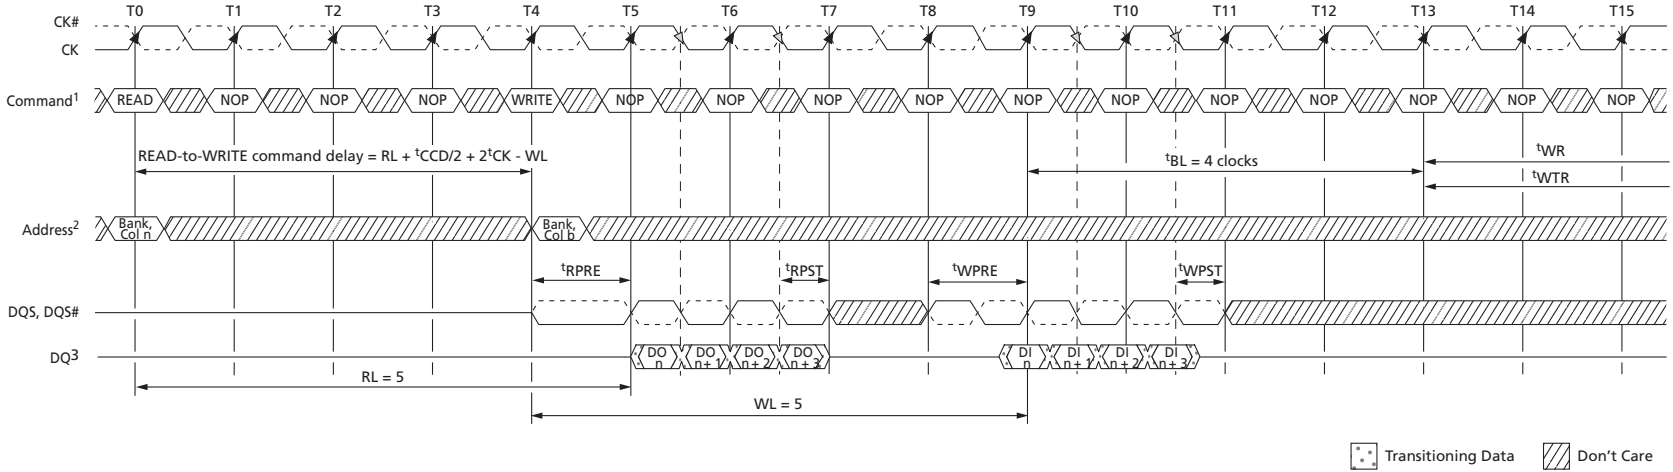 T0 T1 T2 T3 T4 T5 T6 T7 T8 T9 T10 T11 T12 T13 T14 T15
CK#
CK
Command1 READ NOP NOP NOP WRITE NOP NOP NOP NOP NOP NOP NOP NOP NOP NOP NOP
READ-to-WRITE command delay = RL + tCCD/2 + 2tCK - WL
tBL = 4 clocks
tWR
tWTR
Address2
Bank,
Col n
Bank,
Col b
tRPRE tRPST tWPRE tWPST
DQS, DQS#
DQ3
DO
n
DO
n + 1
DO
n + 2
DO
n + 3
DI
n
DI
n + 1
DI
n + 2
DI
n + 3
RL = 5
WL = 5
Transitioning Data
Don't Care